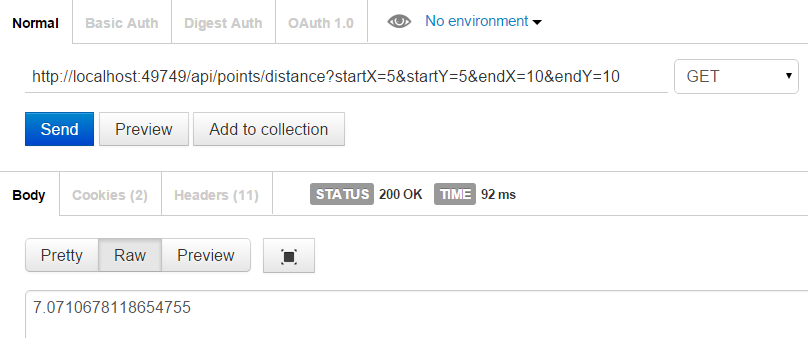 Normal Basic Auth Digest Auth OAuth 1.0 No environment
http://localhost:49749/api/points/distance?startX=5&startY=5&endX=10&endY=10 GET
Send Preview Add to collection
Body Cookies (2) Headers (11) STATUS 200 OK TIME 92 ms
Pretty Raw Preview
7.0710678118654755